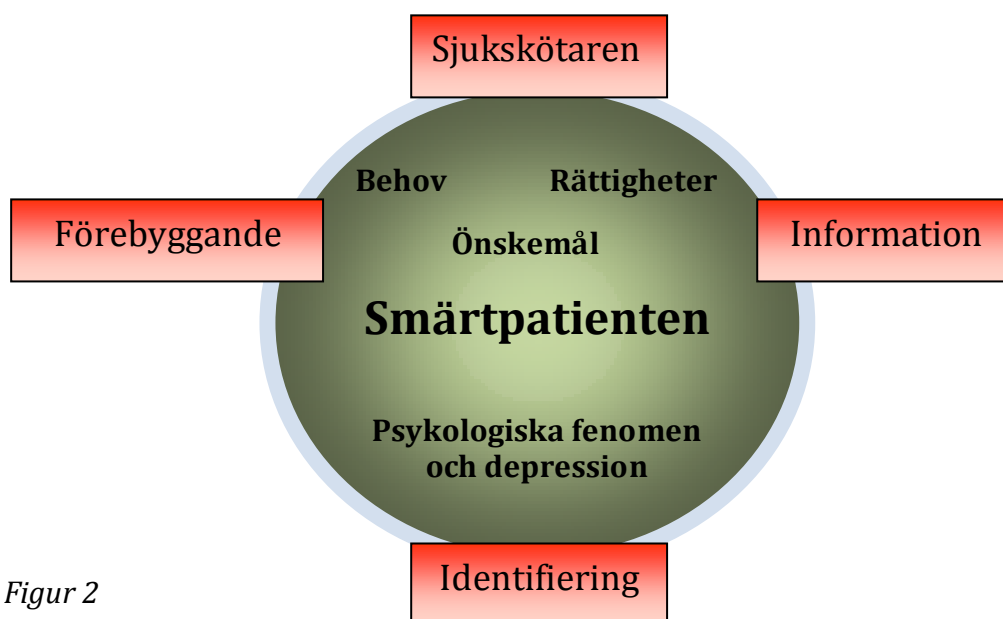 Sjukskötaren
Behov Rättigheter
Förebyggande Önskemål Information
Smärtpatienten
Psykologiska fenomen
och depression
Identifiering
Figur 2